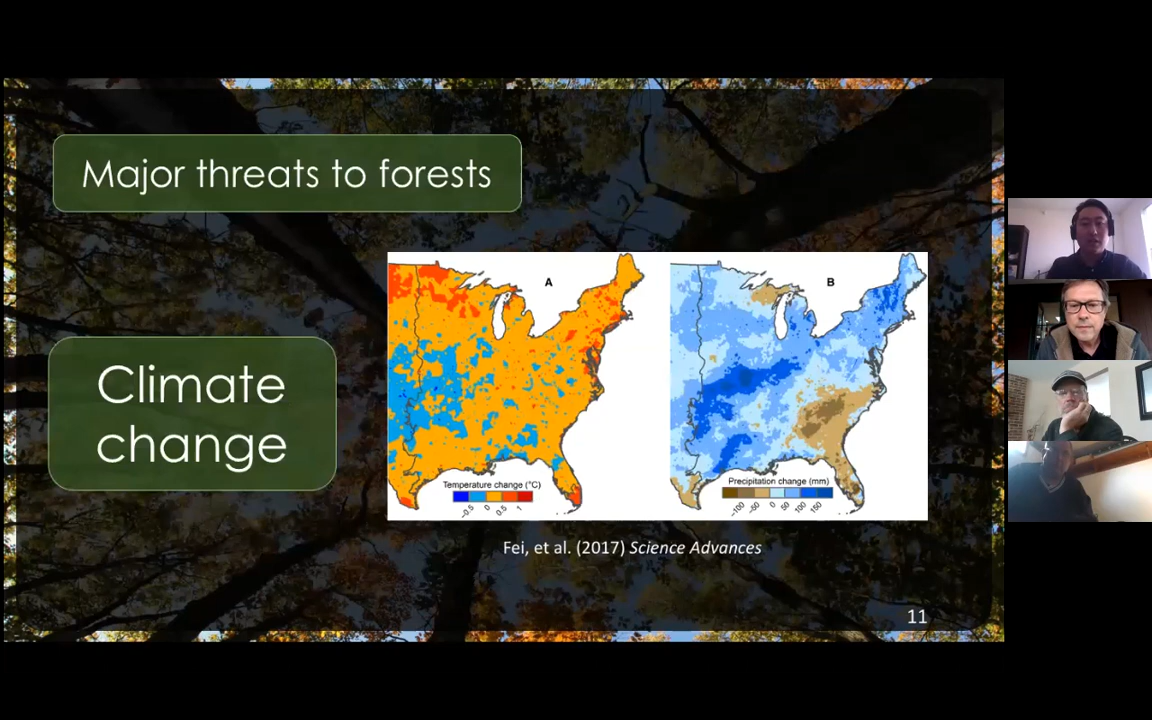 Major threats to forests
Climate
change
A
B
Temperature change (°C)
−0.5 0 0.5 1
Precipitation change (mm)
−100 −50 0 50 100 150
Fei, et al. (2017) Science Advances
11